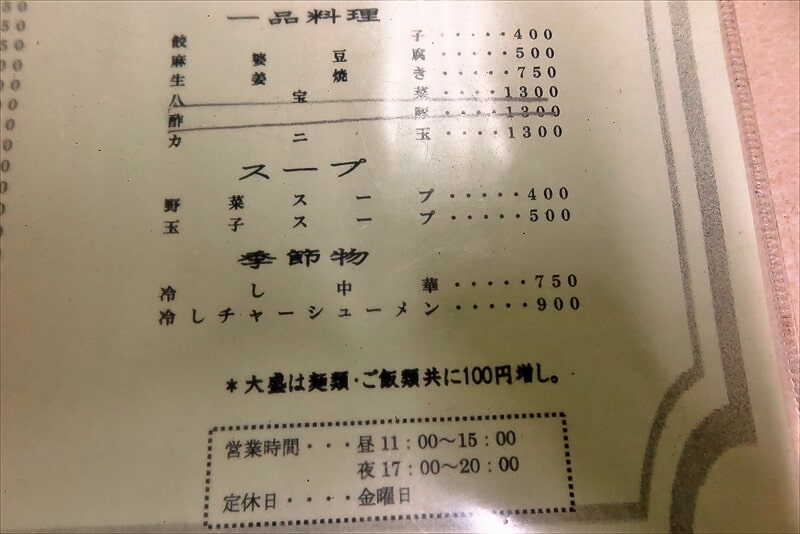 一品料理
餃子・・・・・400
麻婆豆腐・・・・・500
生姜焼き・・・・・750
八宝菜・・・・1300
酢豚・・・・1300
カニ玉・・・・1300
スープ
野菜スープ・・・・・400
玉子スープ・・・・・500
季節物
冷し中華・・・・・750
冷しチャーシューメン・・・・・900
＊大盛は麺類・ご飯類共に100円増し。
営業時間・・・昼11：00〜15：00
夜17：00〜20：00
定休日・・・・金曜日